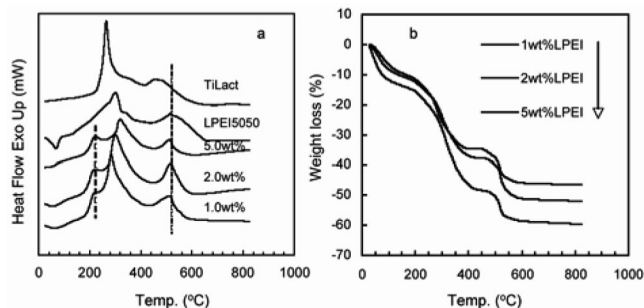 a
Heat Flow Exo Up (mW)
TiLact
LPEI5050
5.0wt%
2.0wt%
1.0wt%
0 200 400 600 800 1000
Temp. (ºC)
b
Weight loss (%)
0
-10
-20
-30
-40
-50
-60
-70
1wt%LPEI
2wt%LPEI
5wt%LPEI
0 200 400 600 800 1000
Temp. (ºC)